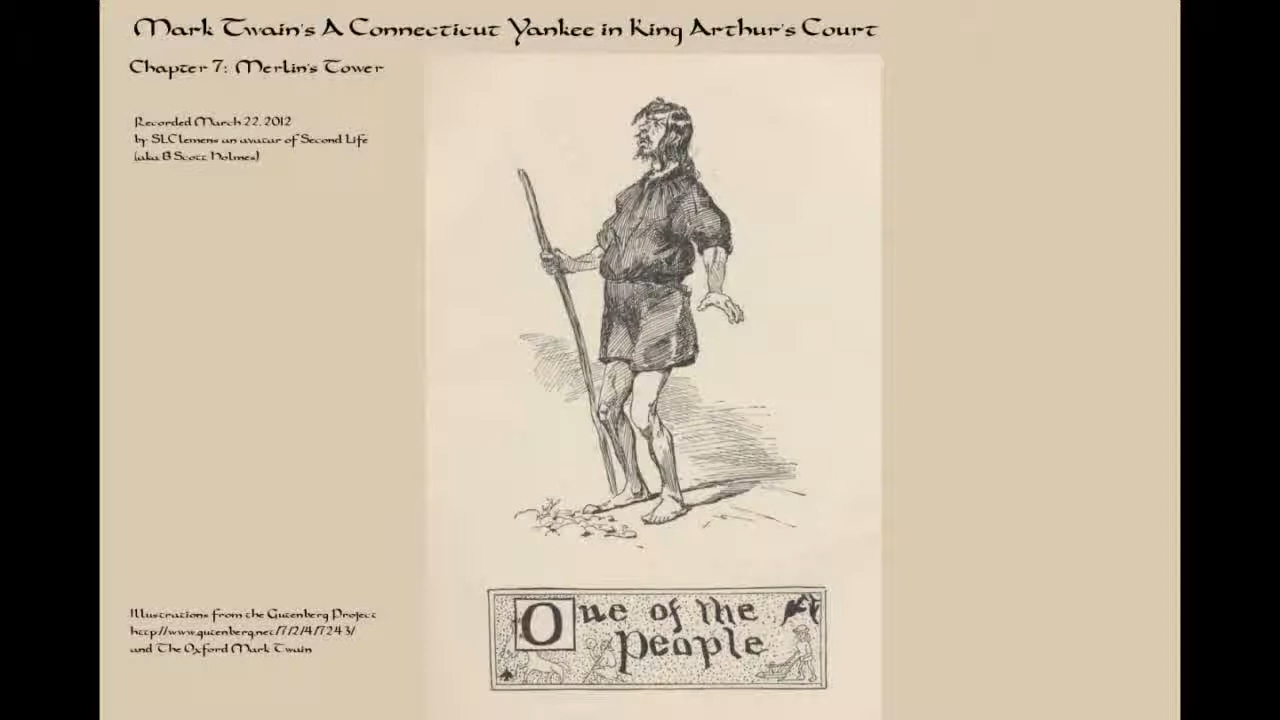 Mark Twain's A Connecticut Yankee in King Arthur's Court
Chapter 7: Merlin's Tower
Recorded March 22, 2012
by SLClemens an avatar of Second Life
(aka B Scott Holmes)
Illustrations from the Gutenberg Project
http://www.gutenberg.net/7/2/4/7243/
and The Oxford Mark Twain
One of the
People